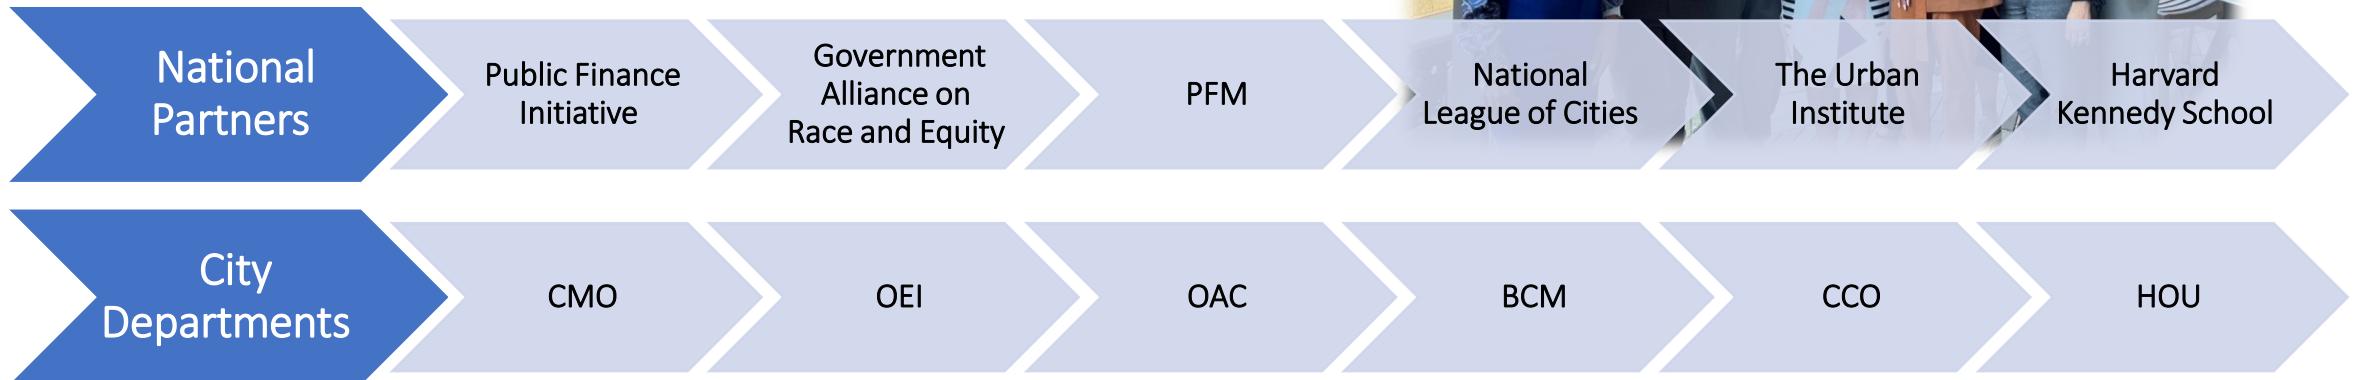 National
Partners
Public Finance
Initiative
Government
Alliance on
Race and Equity
PFM
National
League of Cities
The Urban
Institute
Harvard
Kennedy School
City
Departments
CMO
OEI
OAC
BCM
CCO
HOU